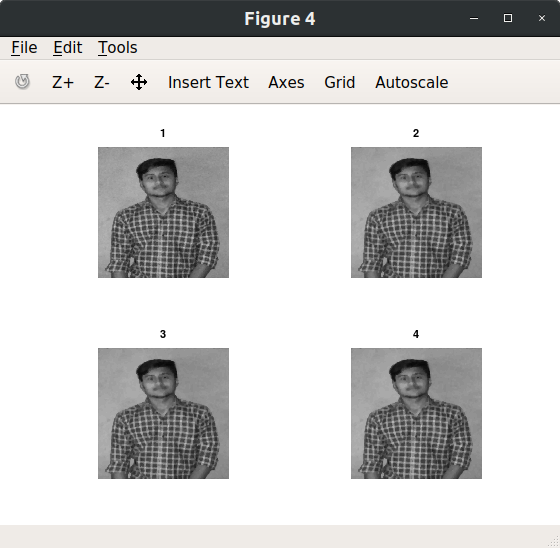 Figure 4
File Edit Tools
Z+ Z- Insert Text Axes Grid Autoscale
1 2
3 4